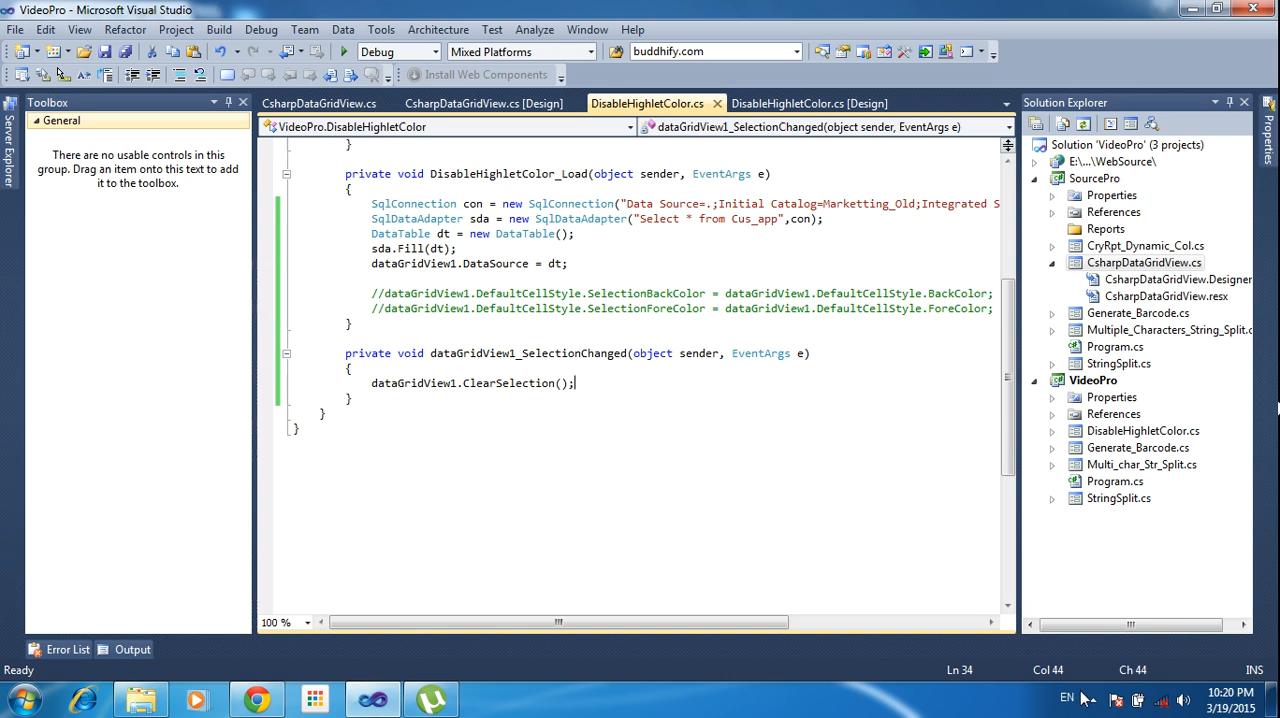 VideoPro - Microsoft Visual Studio
File Edit View Refactor Project Build Debug Team Data Tools Architecture Test Analyze Window Help
Debug Mixed Platforms buddhify.com
Install Web Components
Toolbox
General
There are no usable controls in this
group. Drag an item onto this text to add
it to the toolbox.
Server Explorer
CsharpDataGridView.cs CsharpDataGridView.cs [Design] DisableHighletColor.cs DisableHighletColor.cs [Design]
VideoPro.DisableHighletColor dataGridView1_SelectionChanged(object sender, EventArgs e)
}
private void DisableHighletColor_Load(object sender, EventArgs e)
{
SqlConnection con = new SqlConnection("Data Source=.;Initial Catalog=Marketting_Old;Integrated S
SqlDataAdapter sda = new SqlDataAdapter("Select * from Cus_app",con);
DataTable dt = new DataTable();
sda.Fill(dt);
dataGridView1.DataSource = dt;
//dataGridView1.DefaultCellStyle.SelectionBackColor = dataGridView1.DefaultCellStyle.BackColor;
//dataGridView1.DefaultCellStyle.SelectionForeColor = dataGridView1.DefaultCellStyle.ForeColor;
}
private void dataGridView1_SelectionChanged(object sender, EventArgs e)
{
dataGridView1.ClearSelection();
}
}
}
100 %
Solution Explorer
Solution 'VideoPro' (3 projects)
E:\...\WebSource\
SourcePro
Properties
References
Reports
CryRpt_Dynamic_Col.cs
CsharpDataGridView.cs
CsharpDataGridView.Designer
CsharpDataGridView.resx
Generate_Barcode.cs
Multiple_Characters_String_Split.c
Program.cs
StringSplit.cs
VideoPro
Properties
References
DisableHighletColor.cs
Generate_Barcode.cs
Multi_char_Str_Split.cs
Program.cs
StringSplit.cs
Properties
Error List Output
Ready Ln 34 Col 44 Ch 44 INS
EN 10:20 PM
3/19/2015